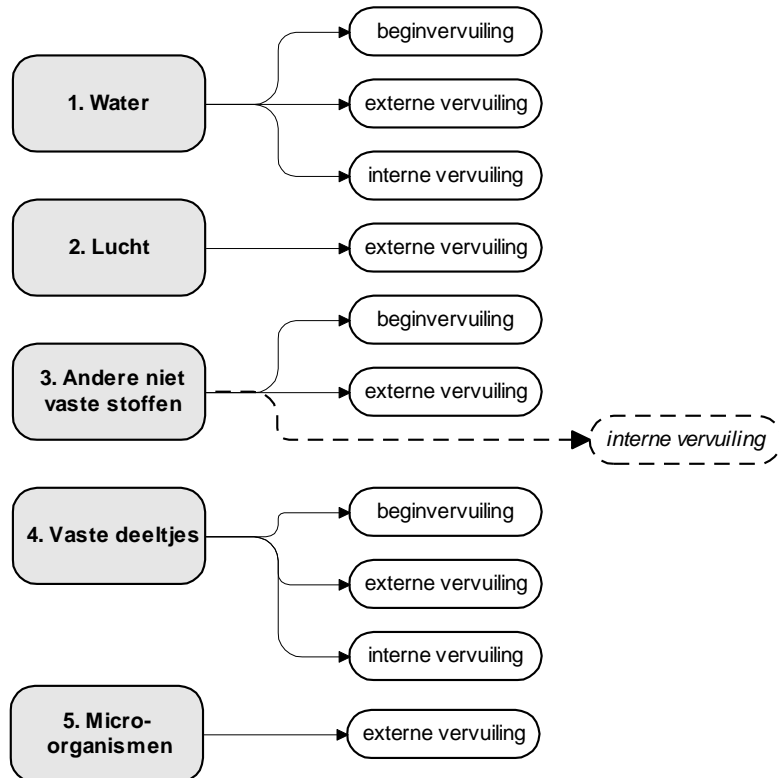 beginvervuiling
1. Water
externe vervuiling
interne vervuiling
2. Lucht
externe vervuiling
beginvervuiling
3. Andere niet
vaste stoffen
externe vervuiling
interne vervuiling
beginvervuiling
4. Vaste deeltjes
externe vervuiling
interne vervuiling
5. Micro-
organismen
externe vervuiling